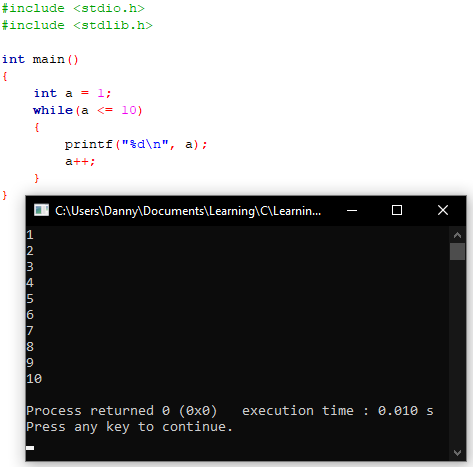 #include <stdio.h>
#include <stdlib.h>
int main()
{
    int a = 1;
    while(a <= 10)
    {
        printf("%d\n", a);
        a++;
    }
}
C:\Users\Danny\Documents\Learning\C\Learnin...
1
2
3
4
5
6
7
8
9
10
Process returned 0 (0x0)   execution time : 0.010 s
Press any key to continue.